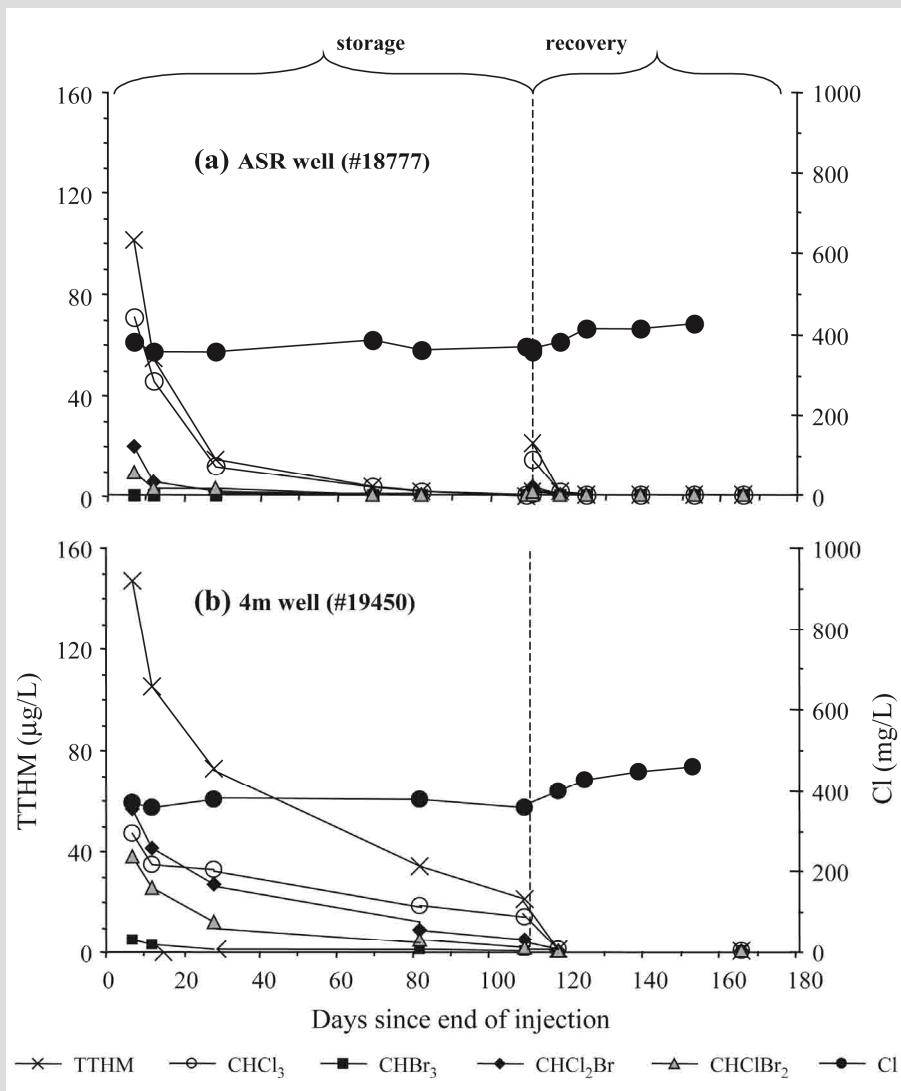 storage recovery
160 1000
(a) ASR well (#18777)
120 800
600
80
400
40
200
0 0
160 1000
(b) 4m well (#19450)
120 800
600
80
400
40
200
0 0
TTHM (µg/L)
Cl (mg/L)
0 20 40 60 80 100 120 140 160 180
Days since end of injection
TTHM CHCl₃ CHBr₃ CHCl₂Br CHClBr₂ Cl